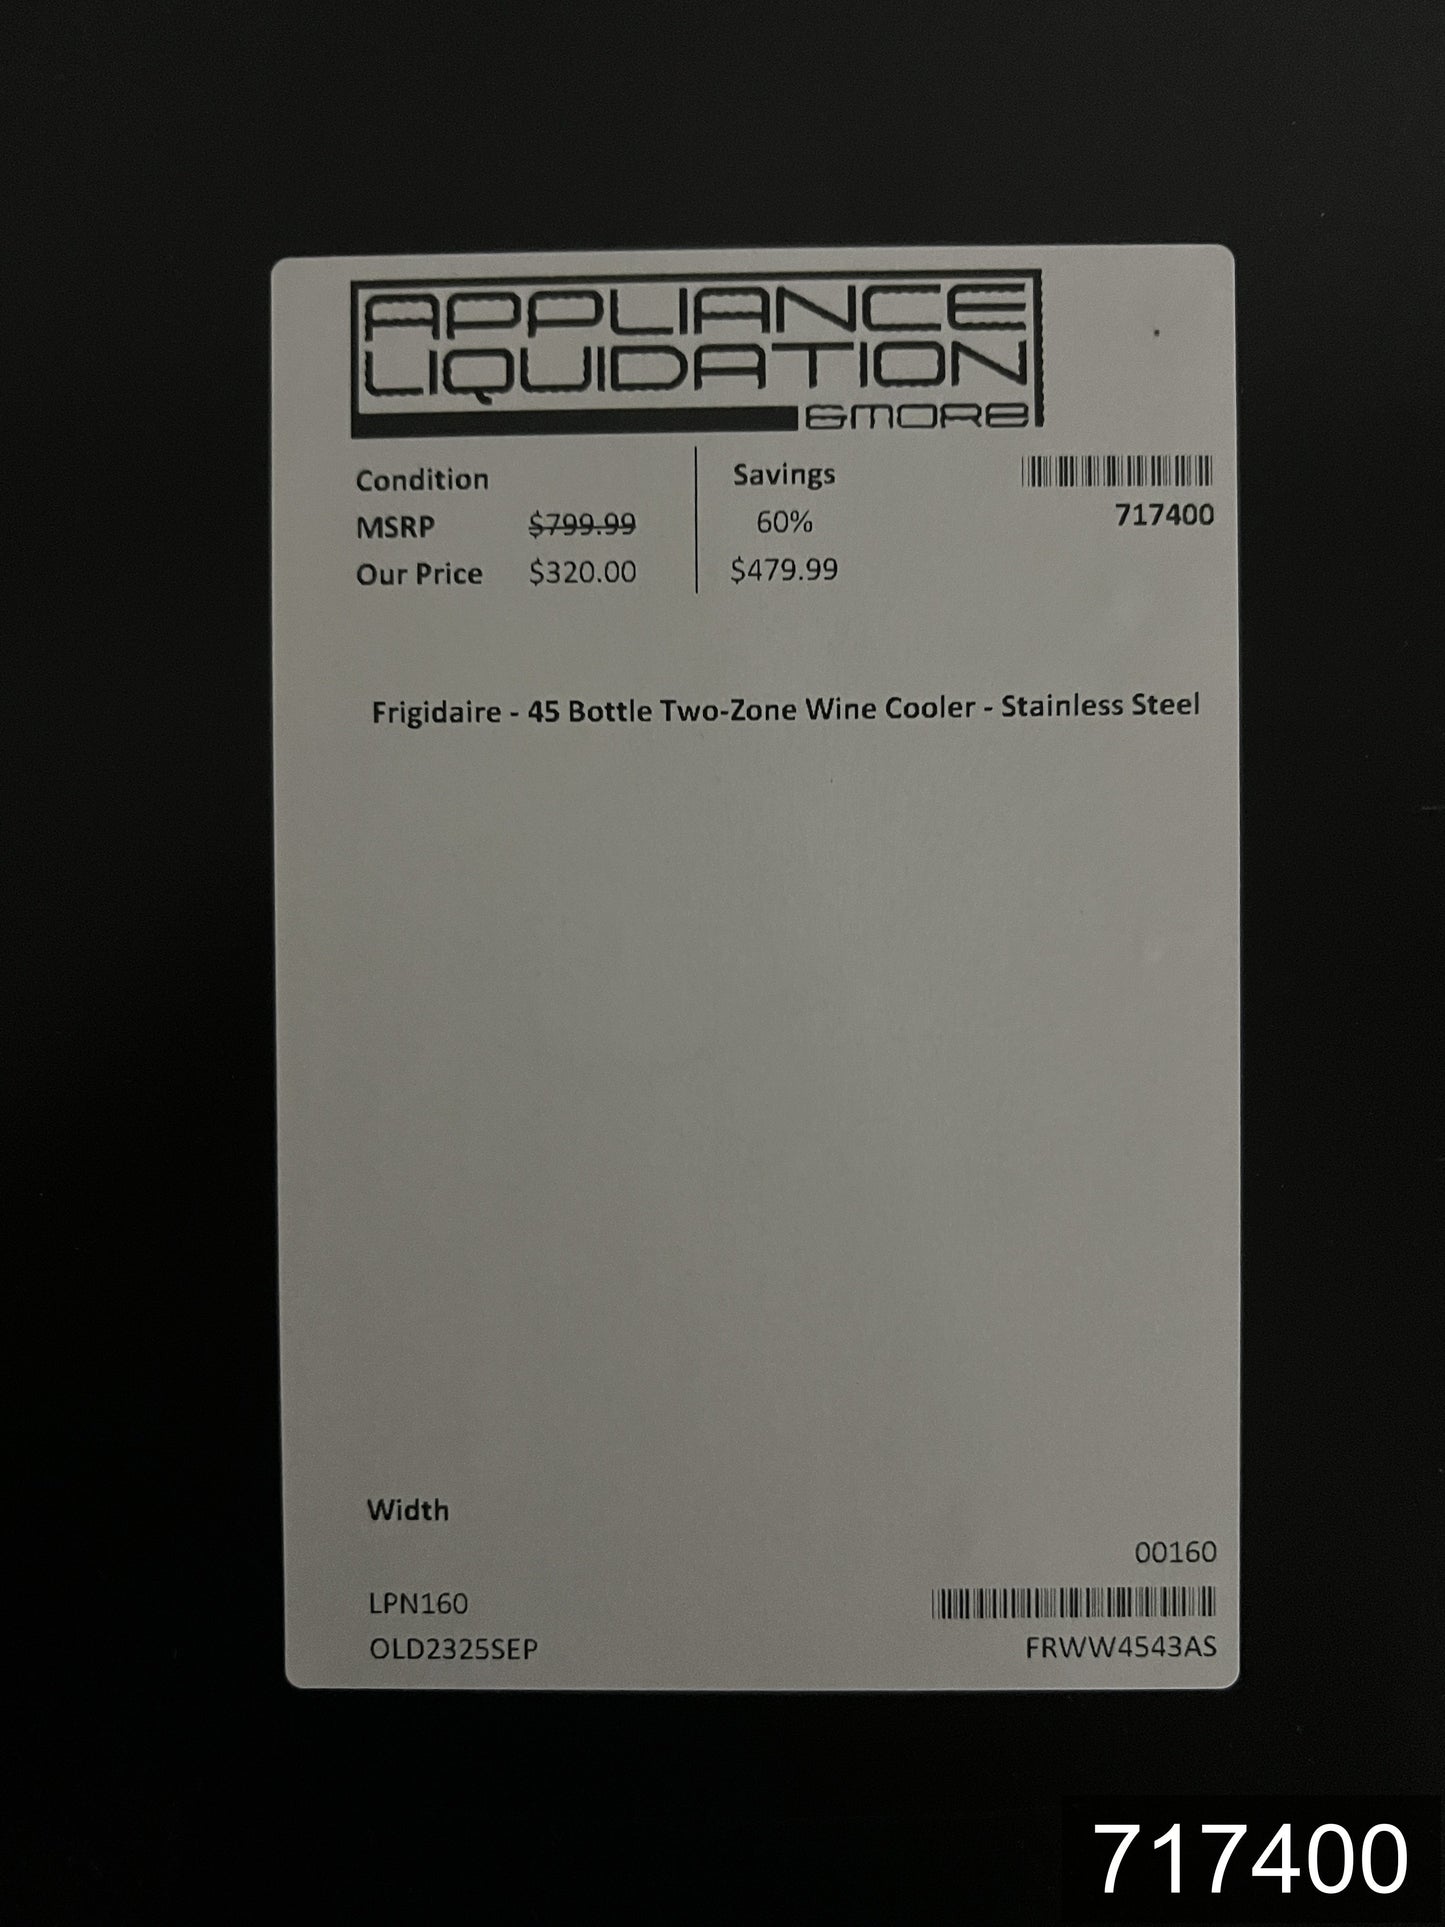 APPLIANCE
LIQUIDATION
&MORE
Condition
MSRP $799.99
Our Price $320.00
Savings
60%
$479.99
717400
Frigidaire - 45 Bottle Two-Zone Wine Cooler - Stainless Steel
Width
00160
LPN160
OLD2325SEP
FRWW4543AS
717400